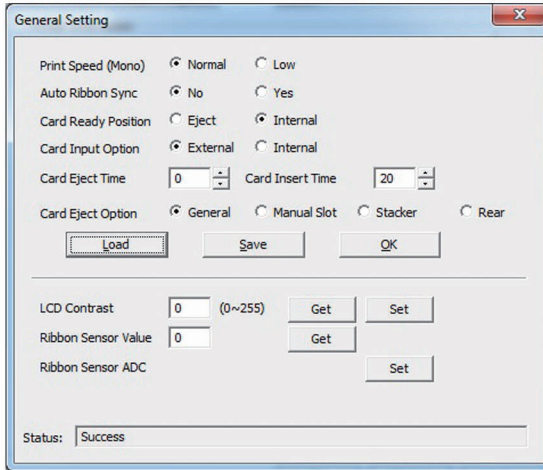 General Setting
Print Speed (Mono) Normal Low
Auto Ribbon Sync No Yes
Card Ready Position Eject Internal
Card Input Option External Internal
Card Eject Time 0 Card Insert Time 20
Card Eject Option General Manual Slot Stacker Rear
Load Save OK
LCD Contrast 0 (0~255) Get Set
Ribbon Sensor Value 0 Get
Ribbon Sensor ADC Set
Status: Success